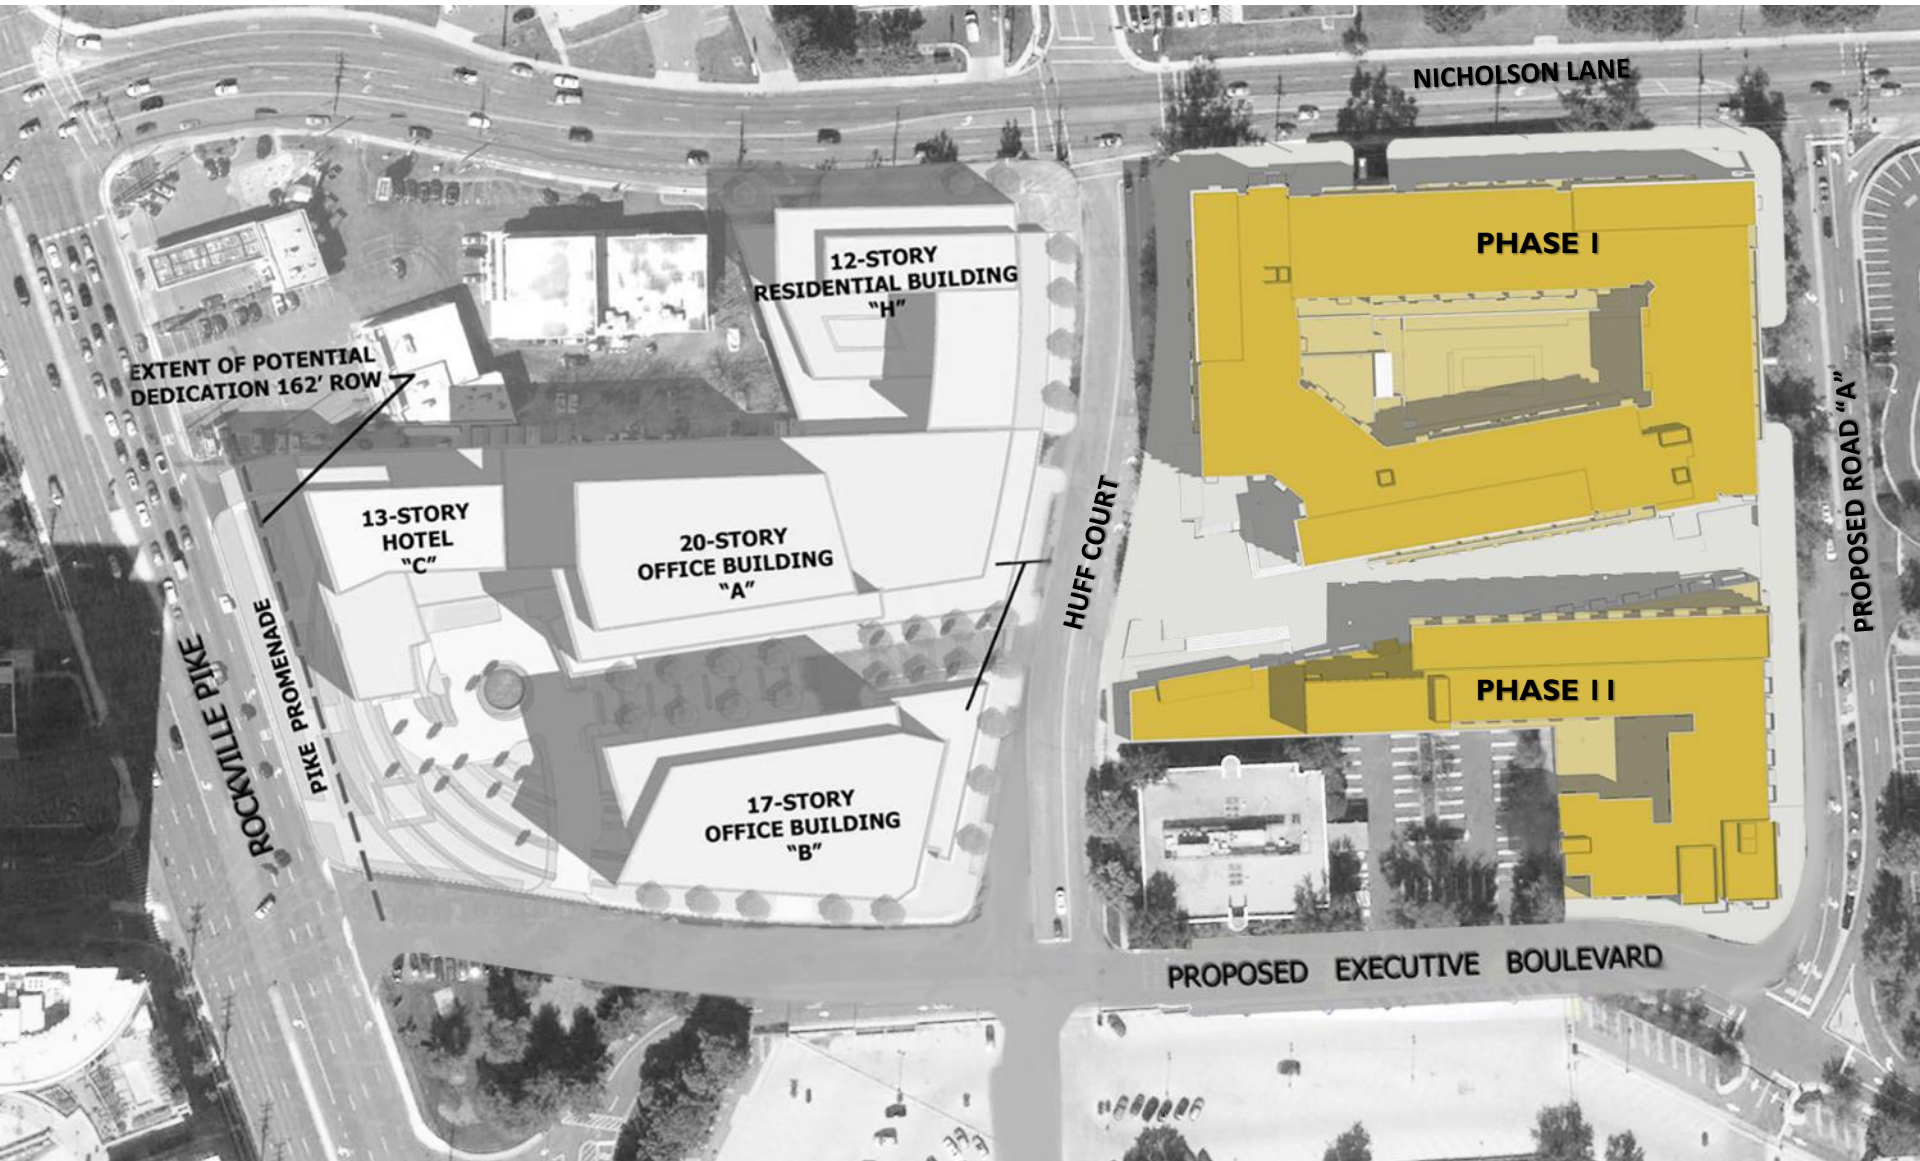 NICHOLSON LANE
PHASE I
12-STORY
RESIDENTIAL BUILDING
“H”
EXTENT OF POTENTIAL
DEDICATION 162’ ROW
13-STORY
HOTEL
“C”
20-STORY
OFFICE BUILDING
“A”
HUFF COURT
PROPOSED ROAD “A”
ROCKVILLE PIKE
PIKE PROMENADE
PHASE II
17-STORY
OFFICE BUILDING
“B”
PROPOSED EXECUTIVE BOULEVARD